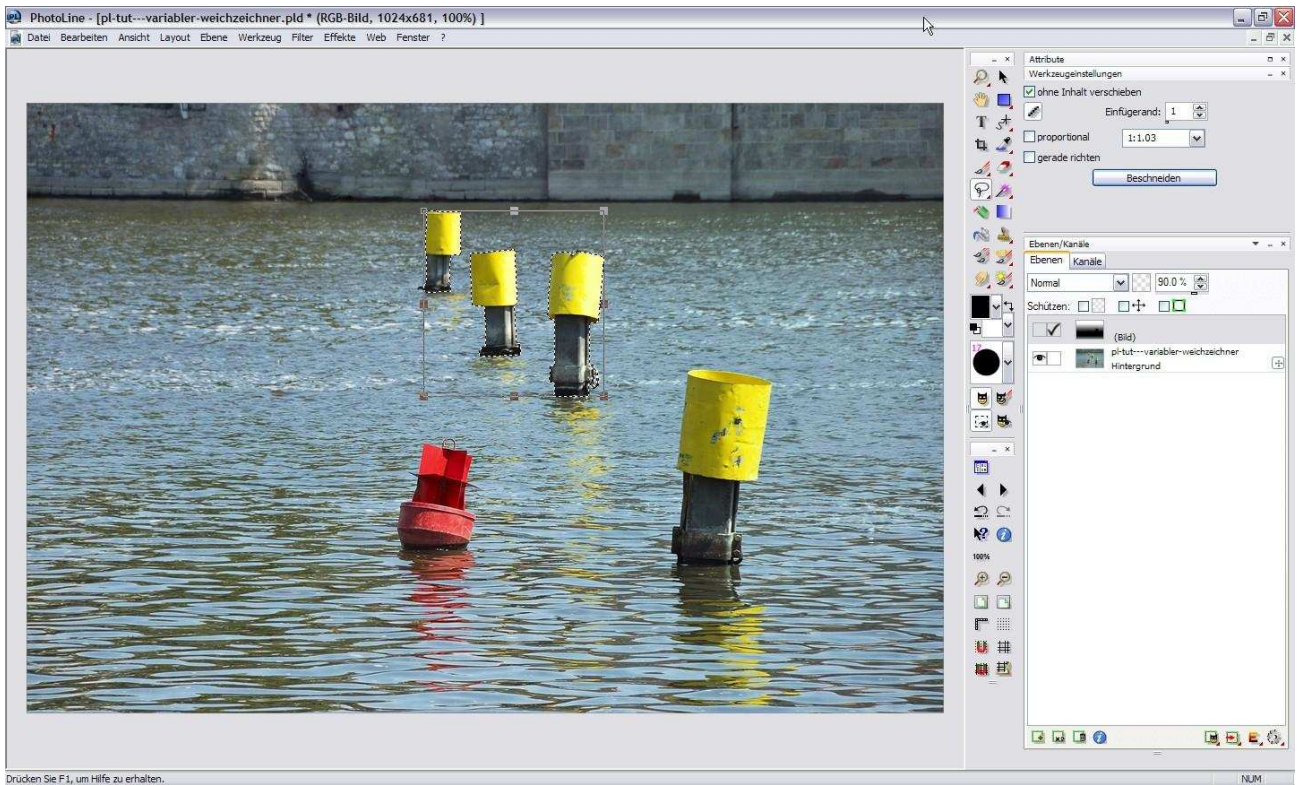 PhotoLine - [pl-tut---variabler-weichzeichner.pld * (RGB-Bild, 1024x681, 100%) ]
Datei Bearbeiten Ansicht Layout Ebene Werkzeug Filter Effekte Web Fenster ?
Attribute
Werkzeugeinstellungen
ohne Inhalt verschieben
Einfügerand: 1
proportional 1:1.03
gerade richten
Beschneiden
Ebenen/Kanäle
Ebenen Kanäle
Normal 90.0 %
Schützen:
(Bild)
pl-tut---variabler-weichzeichner
Hintergrund
17
100%
Drücken Sie F1, um Hilfe zu erhalten.
NUM